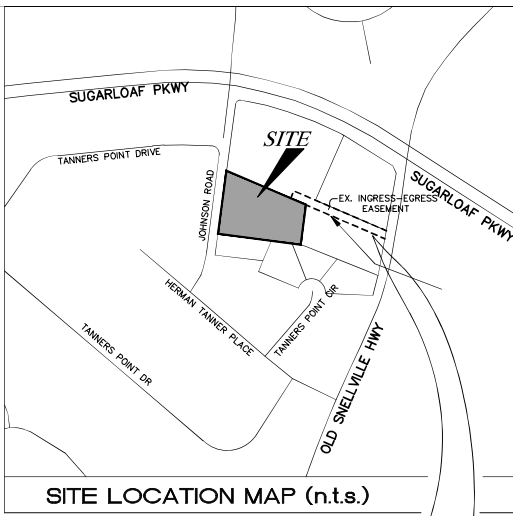 SUGARLOAF PKWY
SITE
TANNERS POINT DRIVE
JOHNSON ROAD
EX. INGRESS-EGRESS
EASEMENT
SUGARLOAF PKWY
HERMAN TANNER PLACE
TANNERS POINT CIR
TANNERS POINT DR
OLD SNELLVILLE HWY
SITE LOCATION MAP (n.t.s.)